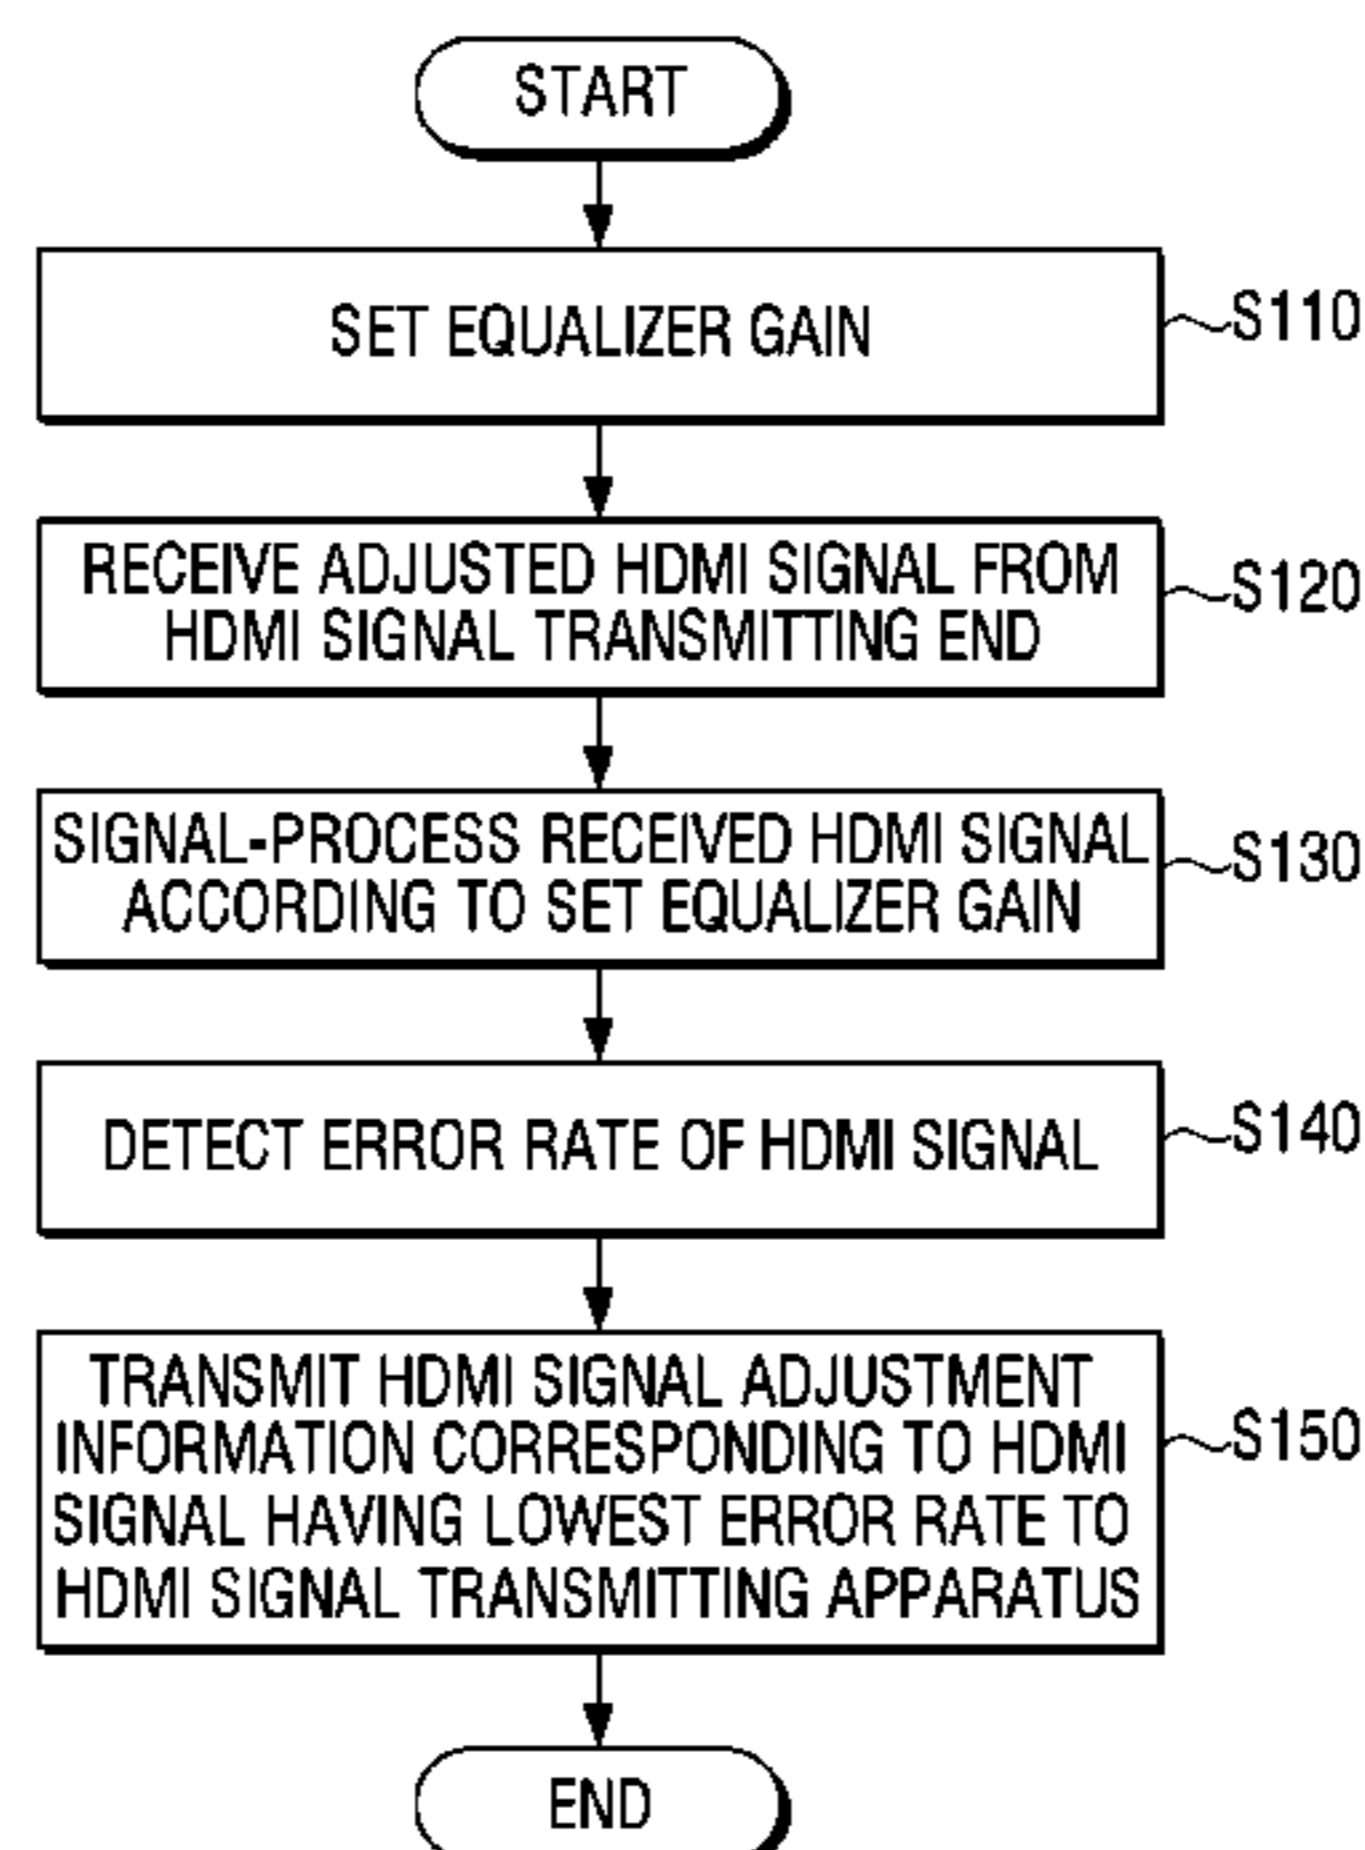 START
SET EQUALIZER GAIN
S110
RECEIVE ADJUSTED HDMI SIGNAL FROM
HDMI SIGNAL TRANSMITTING END
S120
SIGNAL-PROCESS RECEIVED HDMI SIGNAL
ACCORDING TO SET EQUALIZER GAIN
S130
DETECT ERROR RATE OF HDMI SIGNAL
S140
TRANSMIT HDMI SIGNAL ADJUSTMENT
INFORMATION CORRESPONDING TO HDMI
SIGNAL HAVING LOWEST ERROR RATE TO
HDMI SIGNAL TRANSMITTING APPARATUS
S150
END